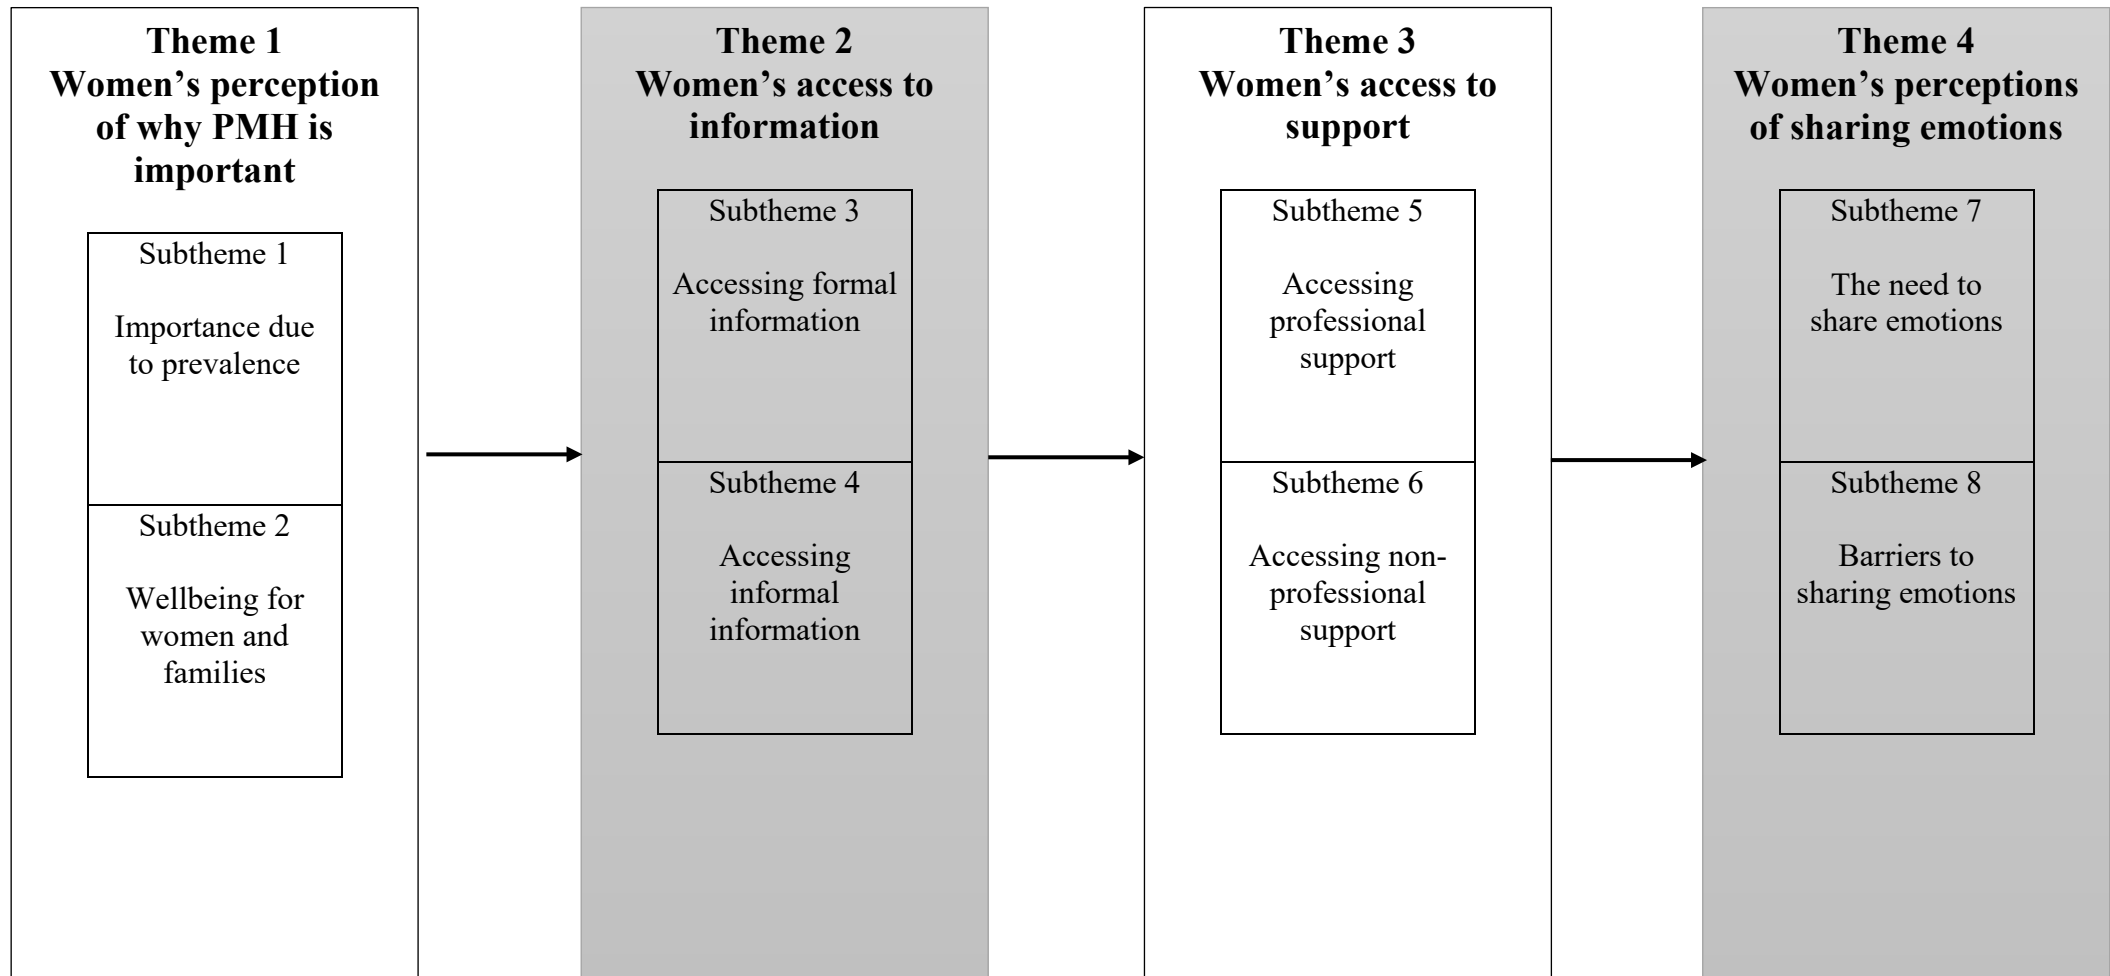 Theme 1
Women’s perception
of why PMH is
important
Subtheme 1
Importance due
to prevalence
Subtheme 2
Wellbeing for
women and
families
Theme 2
Women’s access to
information
Subtheme 3
Accessing formal
information
Subtheme 4
Accessing
informal
information
Theme 3
Women’s access to
support
Subtheme 5
Accessing
professional
support
Subtheme 6
Accessing non-
professional
support
Theme 4
Women’s perceptions
of sharing emotions
Subtheme 7
The need to
share emotions
Subtheme 8
Barriers to
sharing emotions